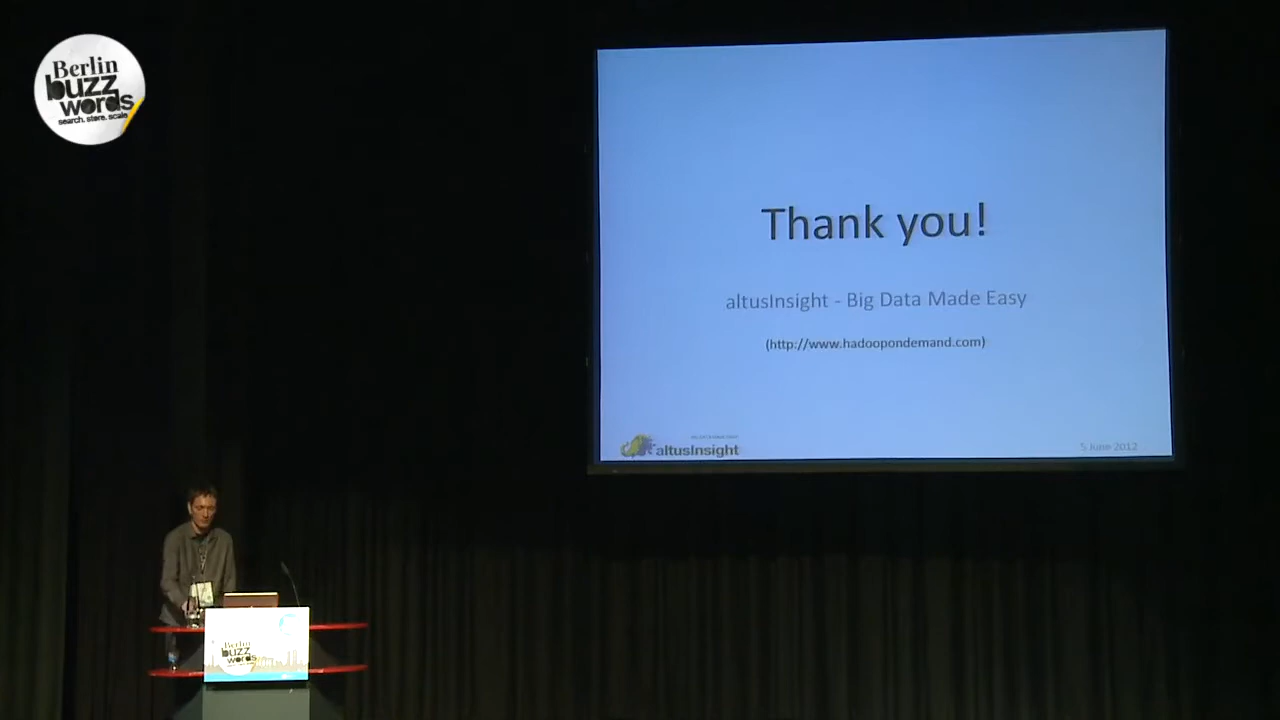 Berlin
buzz
words
search. store. scale
Thank you!
altusInsight - Big Data Made Easy
(http://www.hadoopondemand.com)
altusInsight
5 June 2012
Berlin
buzz
words